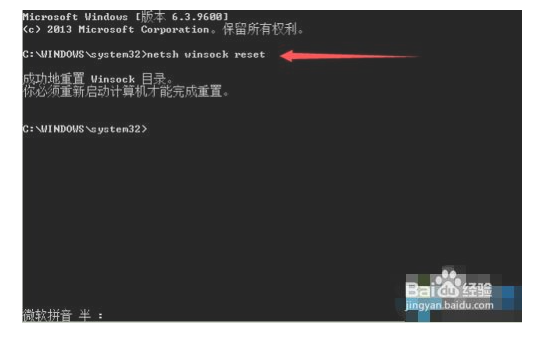 Microsoft Windows [版本 6.3.9600]
(c) 2013 Microsoft Corporation。保留所有权利。
C:\WINDOWS\system32>netsh winsock reset
成功地重置 Winsock 目录。
你必须重新启动计算机才能完成重置。
C:\WINDOWS\system32>
Baidu 经验
jingyan.baidu.com
微软拼音 半 :